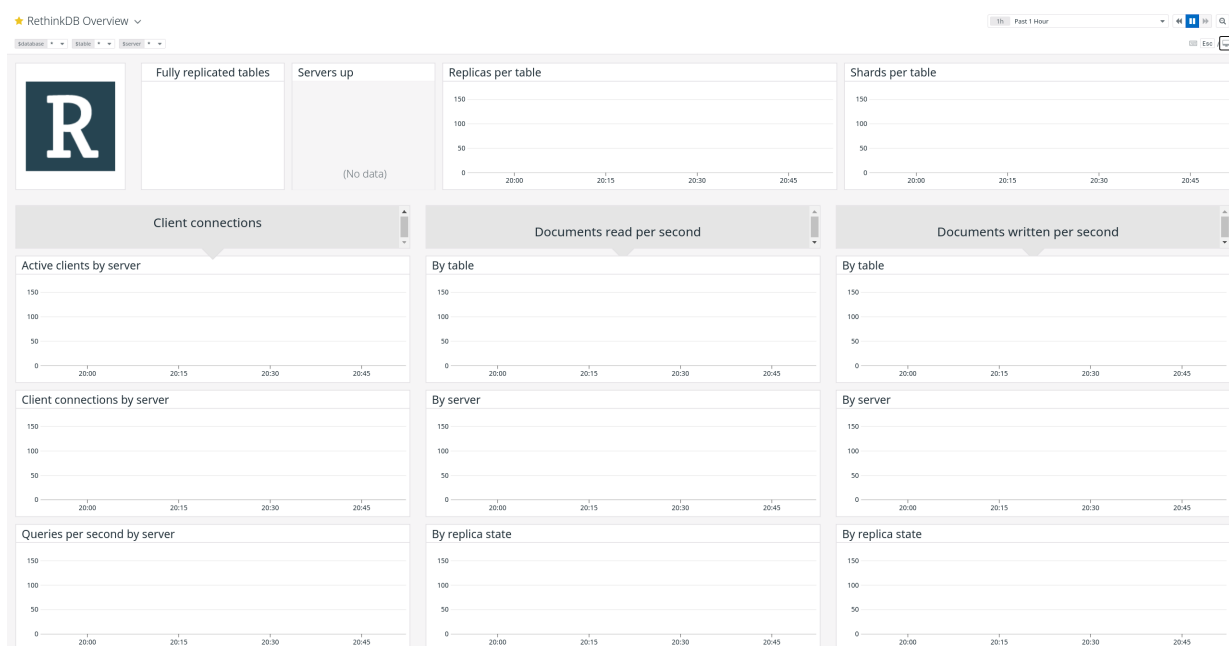 RethinkDB Overview
1h Past 1 Hour
$database *
$table *
$server *
Esc
R
Fully replicated tables
Servers up
(No data)
Replicas per table
150
100
50
0
20:00 20:15 20:30 20:45
Shards per table
150
100
50
0
20:00 20:15 20:30 20:45
Client connections
Documents read per second
Documents written per second
Active clients by server
150
100
50
0
20:00 20:15 20:30 20:45
By table
150
100
50
0
20:00 20:15 20:30 20:45
By table
150
100
50
0
20:00 20:15 20:30 20:45
Client connections by server
150
100
50
0
20:00 20:15 20:30 20:45
By server
150
100
50
0
20:00 20:15 20:30 20:45
By server
150
100
50
0
20:00 20:15 20:30 20:45
Queries per second by server
150
100
50
0
20:00 20:15 20:30 20:45
By replica state
150
100
50
0
20:00 20:15 20:30 20:45
By replica state
150
100
50
0
20:00 20:15 20:30 20:45